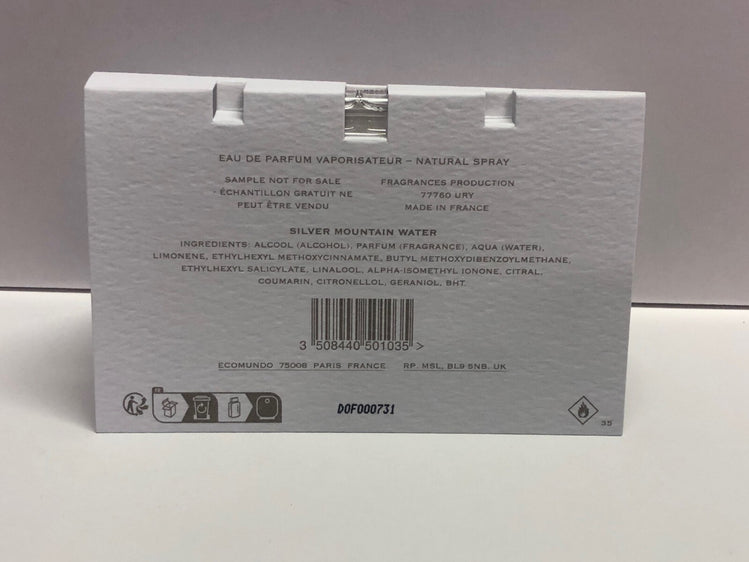 EAU DE PARFUM VAPORISATEUR – NATURAL SPRAY
SAMPLE NOT FOR SALE
- ÉCHANTILLON GRATUIT NE
PEUT ÊTRE VENDU
FRAGRANCES PRODUCTION
77760 URY
MADE IN FRANCE
SILVER MOUNTAIN WATER
INGREDIENTS: ALCOOL (ALCOHOL), PARFUM (FRAGRANCE), AQUA (WATER),
LIMONENE, ETHYLHEXYL METHOXYCINNAMATE, BUTYL METHOXYDIBENZOYLMETHANE,
ETHYLHEXYL SALICYLATE, LINALOOL, ALPHA-ISOMETHYL IONONE, CITRAL,
COUMARIN, CITRONELLOL, GERANIOL, BHT.
3 508440 501035 >
ECOMUNDO 75008 PARIS FRANCE RP. MSL, BL9 5NB. UK
FR
DOF000731
35